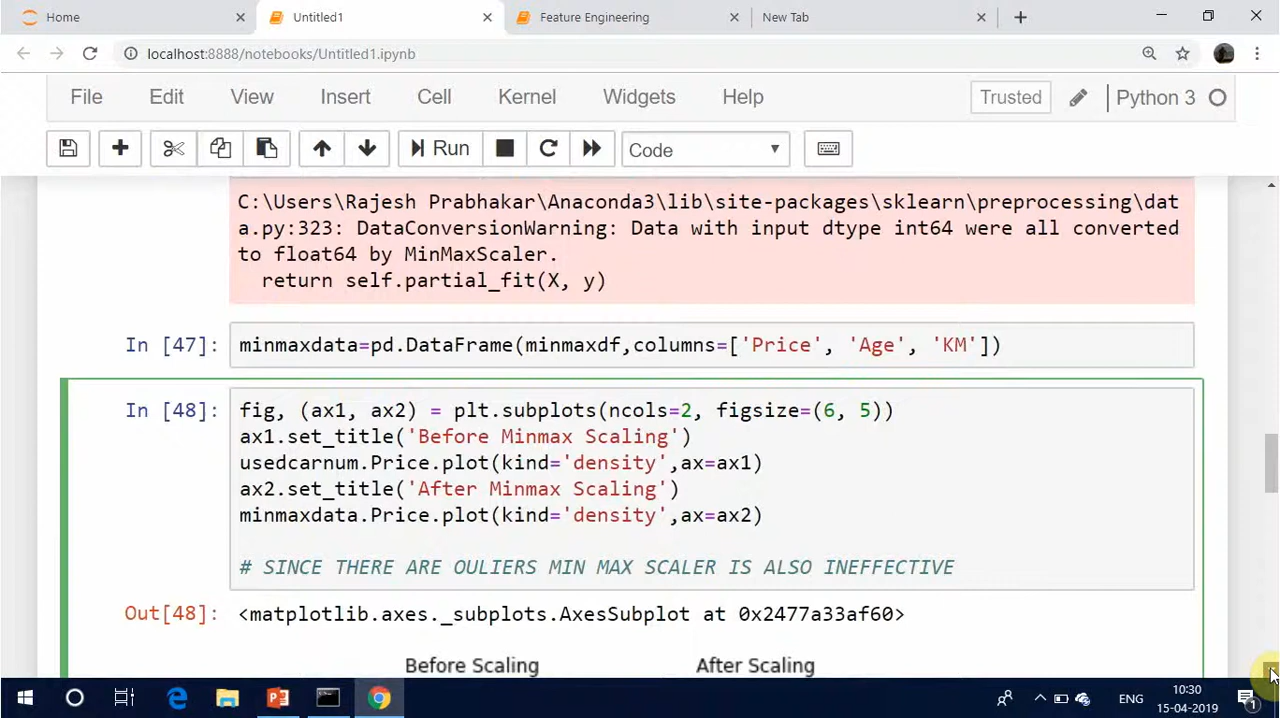 Home
Untitled1
Feature Engineering
New Tab
localhost:8888/notebooks/Untitled1.ipynb
File Edit View Insert Cell Kernel Widgets Help Trusted Python 3
Run Code
C:\Users\Rajesh Prabhakar\Anaconda3\lib\site-packages\sklearn\preprocessing\dat
a.py:323: DataConversionWarning: Data with input dtype int64 were all converted
to float64 by MinMaxScaler.
return self.partial_fit(X, y)
In [47]: minmaxdata=pd.DataFrame(minmaxdf,columns=['Price', 'Age', 'KM'])
In [48]: fig, (ax1, ax2) = plt.subplots(ncols=2, figsize=(6, 5))
ax1.set_title('Before Minmax Scaling')
usedcarnum.Price.plot(kind='density',ax=ax1)
ax2.set_title('After Minmax Scaling')
minmaxdata.Price.plot(kind='density',ax=ax2)
# SINCE THERE ARE OULIERS MIN MAX SCALER IS ALSO INEFFECTIVE
Out[48]: <matplotlib.axes._subplots.AxesSubplot at 0x2477a33af60>
Before Scaling After Scaling
ENG
10:30
15-04-2019
1